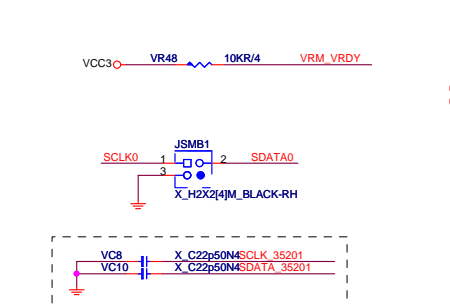 VCC3 VR48 10KR/4 VRM_VRDY
JSMB1
SCLK0 1 2 SDATA0
3
X_H2X2[4]M_BLACK-RH
VC8 X_C22p50N4 SCLK_35201
VC10 X_C22p50N4 SDATA_35201